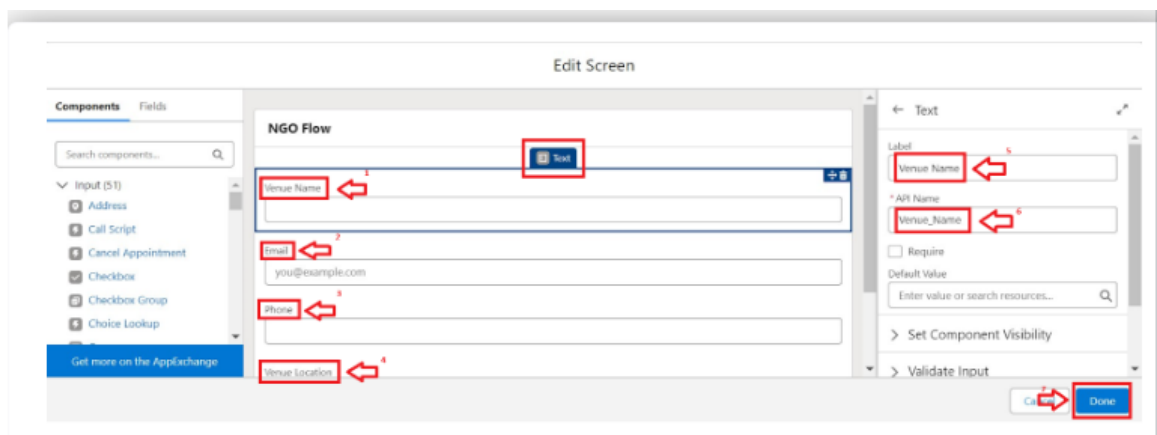 Edit Screen
Components Fields
Search components...
Input (51)
Address
Call Script
Cancel Appointment
Checkbox
Checkbox Group
Choice Lookup
Get more on the AppExchange
NGO Flow
Text
Venue Name 1
Email 2
you@example.com
Phone 3
Venue Location 4
Text
Label
Venue Name 5
* API Name
Venue_Name 6
Require
Default Value
Enter value or search resources...
Set Component Visibility
Validate Input
7
Done